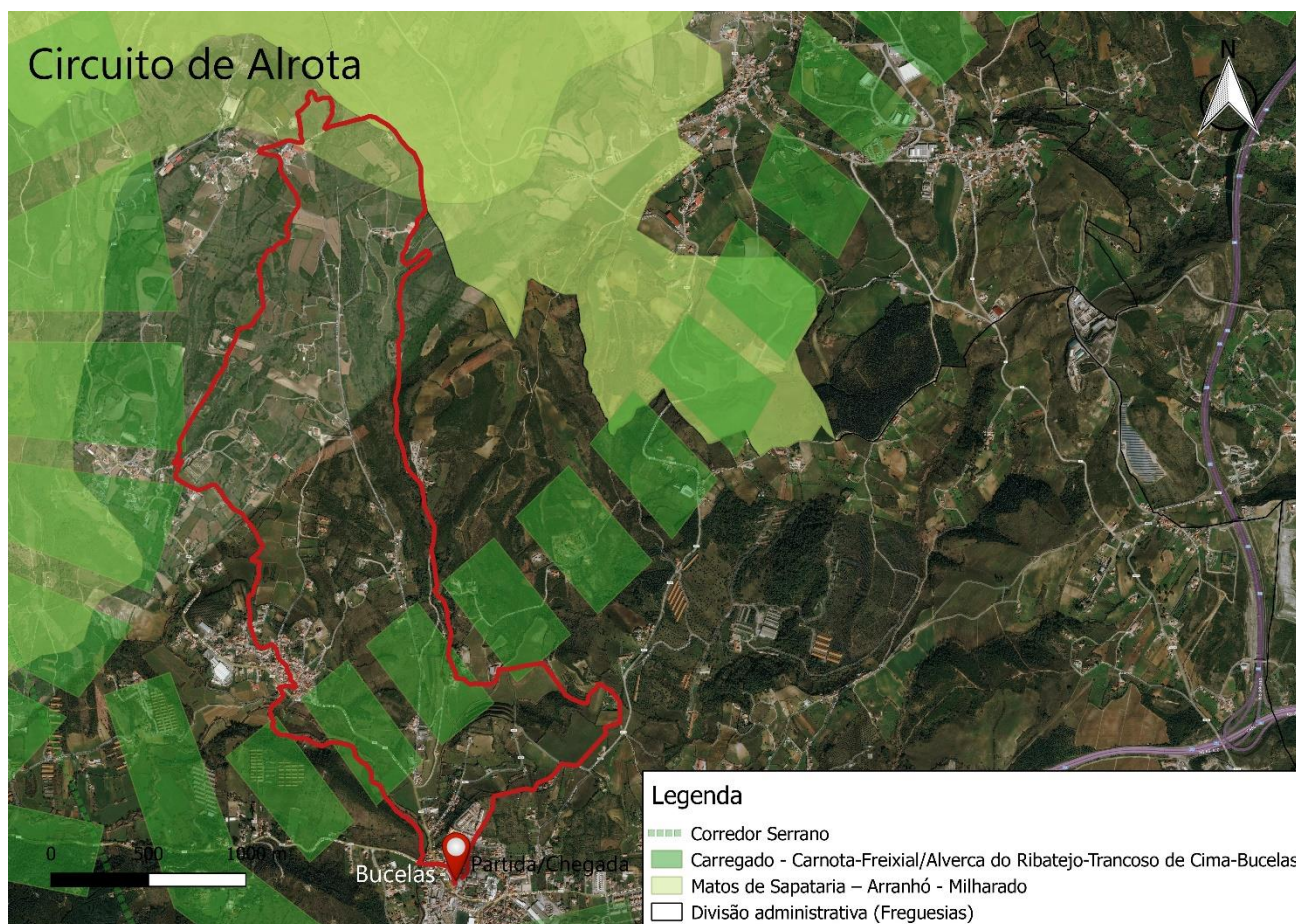 Circuito de Alrota
N
0 500 1000 m
Bucelas
Partida/Chegada
Legenda
Corredor Serrano
Carregado - Carnota-Freixial/Alverca do Ribatejo-Trancoso de Cima-Bucelas
Matos de Sapataria – Arranhó - Milharado
Divisão administrativa (Freguesias)